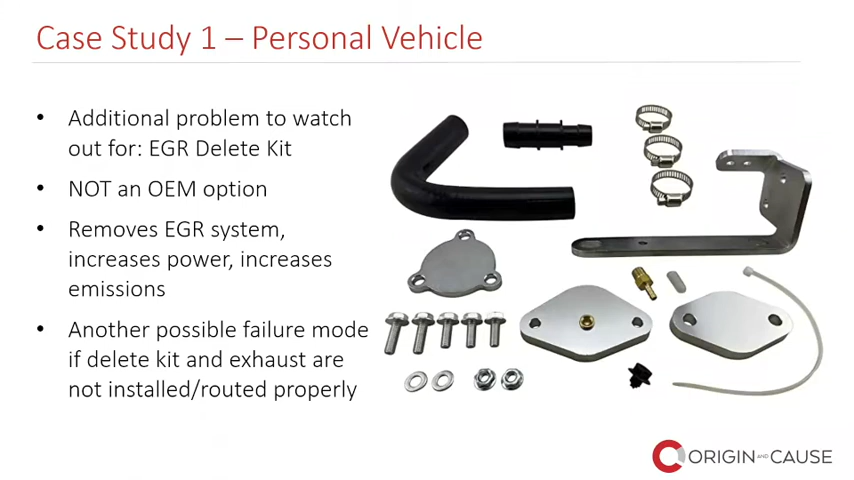 Case Study 1 – Personal Vehicle
• Additional problem to watch
out for: EGR Delete Kit
• NOT an OEM option
• Removes EGR system,
increases power, increases
emissions
• Another possible failure mode
if delete kit and exhaust are
not installed/routed properly
ORIGIN AND CAUSE